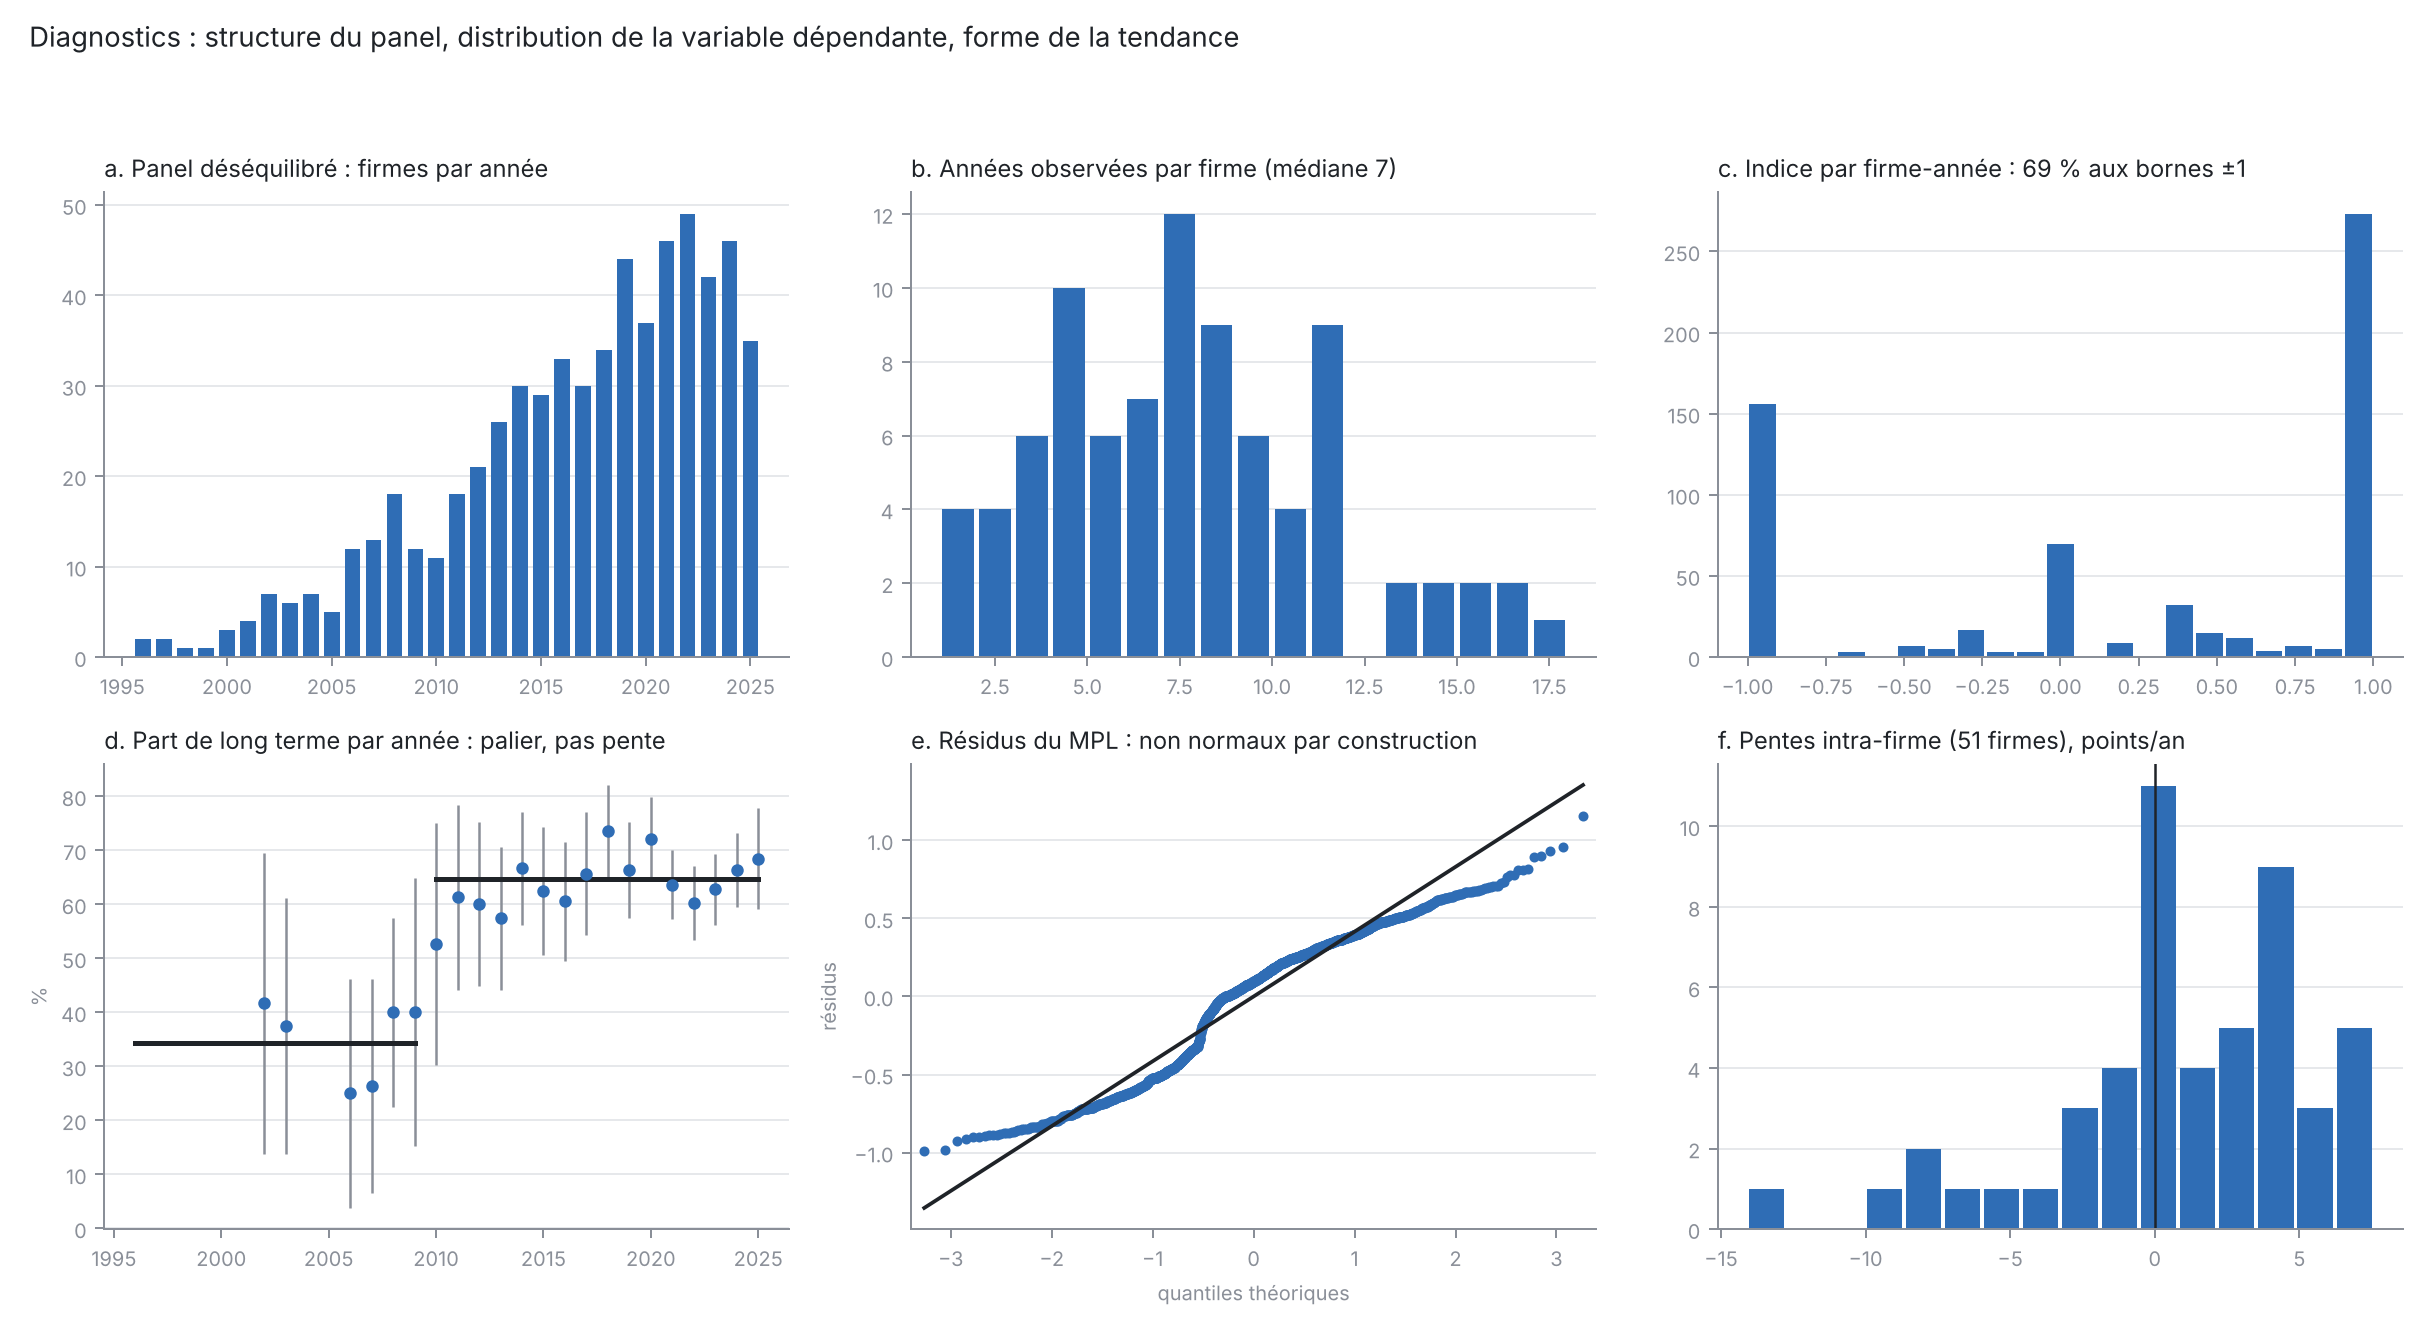 Diagnostics : structure du panel, distribution de la variable dépendante, forme de la tendance
a. Panel déséquilibré : firmes par année
50
40
30
20
10
0
1995 2000 2005 2010 2015 2020 2025
b. Années observées par firme (médiane 7)
12
10
8
6
4
2
0
2.5 5.0 7.5 10.0 12.5 15.0 17.5
c. Indice par firme-année : 69 % aux bornes ±1
250
200
150
100
50
0
−1.00 −0.75 −0.50 −0.25 0.00 0.25 0.50 0.75 1.00
d. Part de long terme par année : palier, pas pente
%
80
70
60
50
40
30
20
10
0
1995 2000 2005 2010 2015 2020 2025
e. Résidus du MPL : non normaux par construction
résidus
1.0
0.5
0.0
−0.5
−1.0
−3 −2 −1 0 1 2 3
quantiles théoriques
f. Pentes intra-firme (51 firmes), points/an
10
8
6
4
2
0
−15 −10 −5 0 5